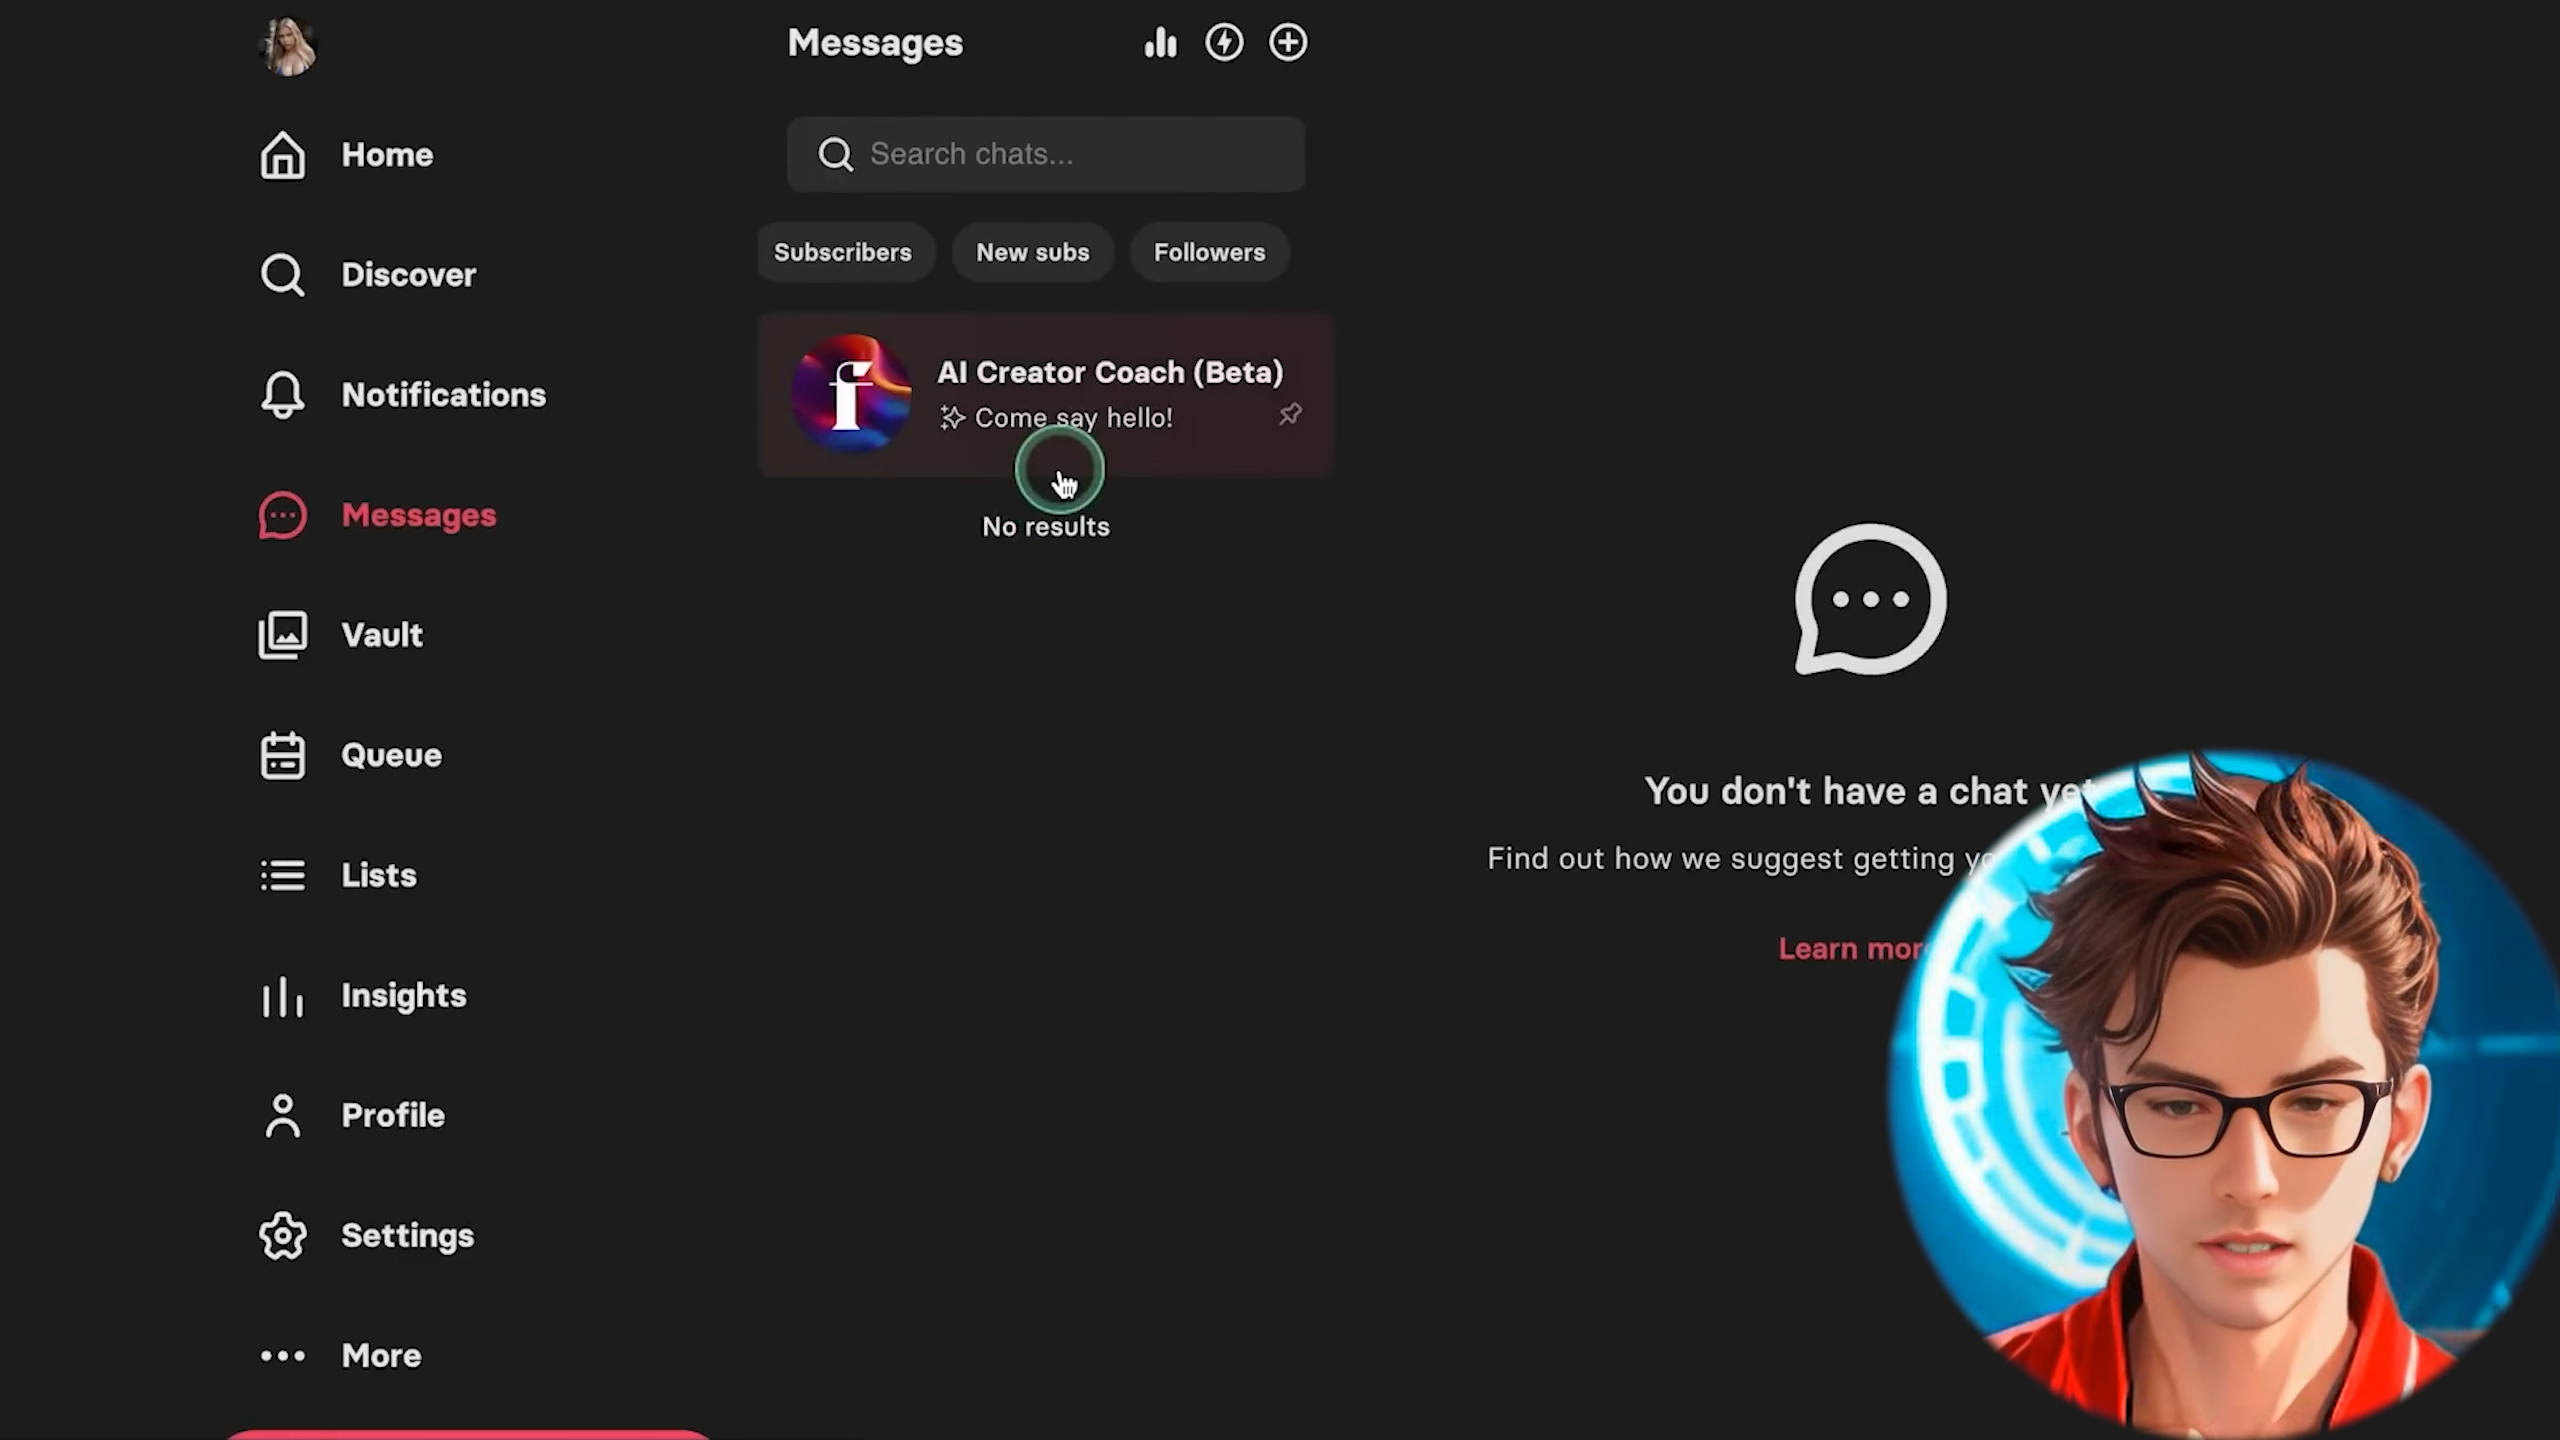 Home
Discover
Notifications
Messages
Vault
Queue
Lists
Insights
Profile
Settings
More
Messages
Search chats...
Subscribers
New subs
Followers
AI Creator Coach (Beta)
Come say hello!
No results
You don't have a chat
Find out how we suggest getting
Learn